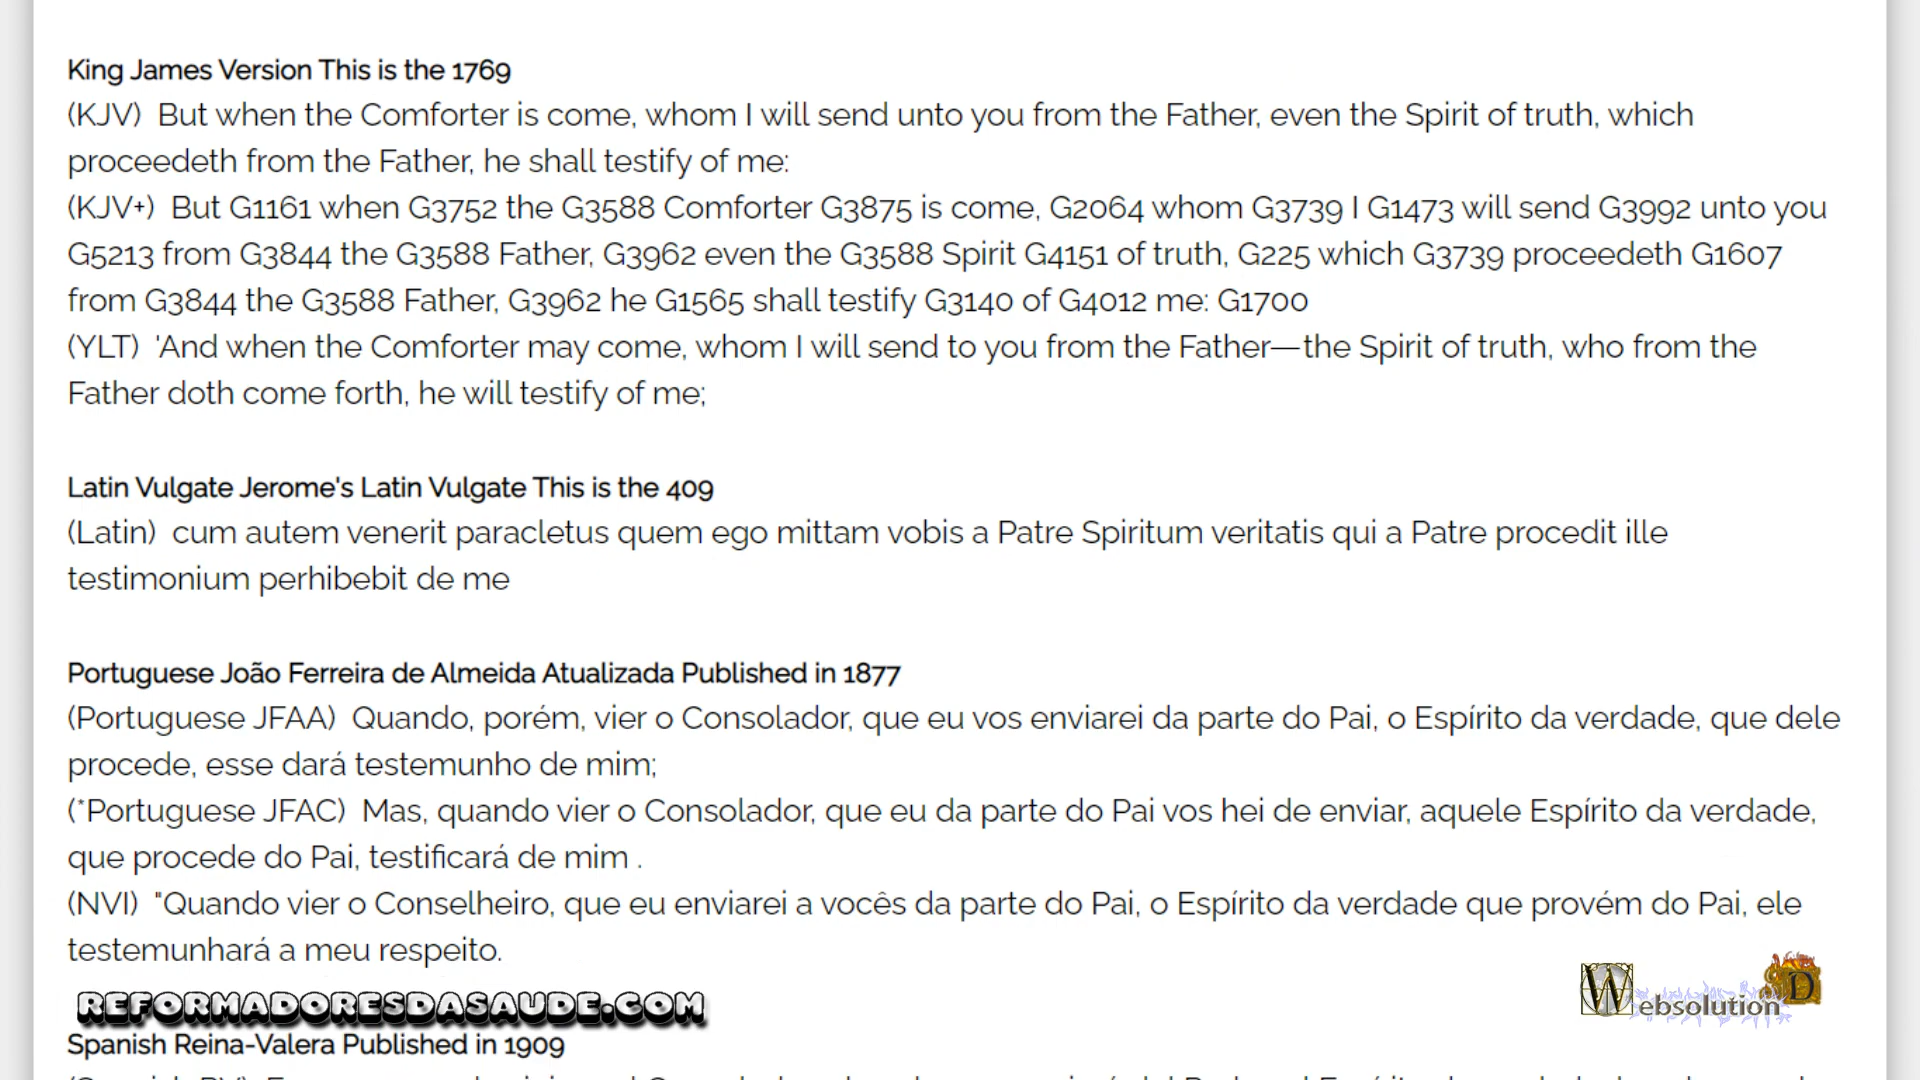 King James Version This is the 1769
(KJV) But when the Comforter is come, whom I will send unto you from the Father, even the Spirit of truth, which
proceedeth from the Father, he shall testify of me:
(KJV+) But G1161 when G3752 the G3588 Comforter G3875 is come, G2064 whom G3739 I G1473 will send G3992 unto you
G5213 from G3844 the G3588 Father, G3962 even the G3588 Spirit G4151 of truth, G225 which G3739 proceedeth G1607
from G3844 the G3588 Father, G3962 he G1565 shall testify G3140 of G4012 me: G1700
(YLT) 'And when the Comforter may come, whom I will send to you from the Father—the Spirit of truth, who from the
Father doth come forth, he will testify of me;
Latin Vulgate Jerome's Latin Vulgate This is the 409
(Latin) cum autem venerit paracletus quem ego mittam vobis a Patre Spiritum veritatis qui a Patre procedit ille
testimonium perhibebit de me
Portuguese João Ferreira de Almeida Atualizada Published in 1877
(Portuguese JFAA) Quando, porém, vier o Consolador, que eu vos enviarei da parte do Pai, o Espírito da verdade, que dele
procede, esse dará testemunho de mim;
(*Portuguese JFAC) Mas, quando vier o Consolador, que eu da parte do Pai vos hei de enviar, aquele Espírito da verdade,
que procede do Pai, testificará de mim .
(NVI) "Quando vier o Conselheiro, que eu enviarei a vocês da parte do Pai, o Espírito da verdade que provém do Pai, ele
testemunhará a meu respeito.
REFORMADORESDASAUDE.COM
Websolution D
Spanish Reina-Valera Published in 1909